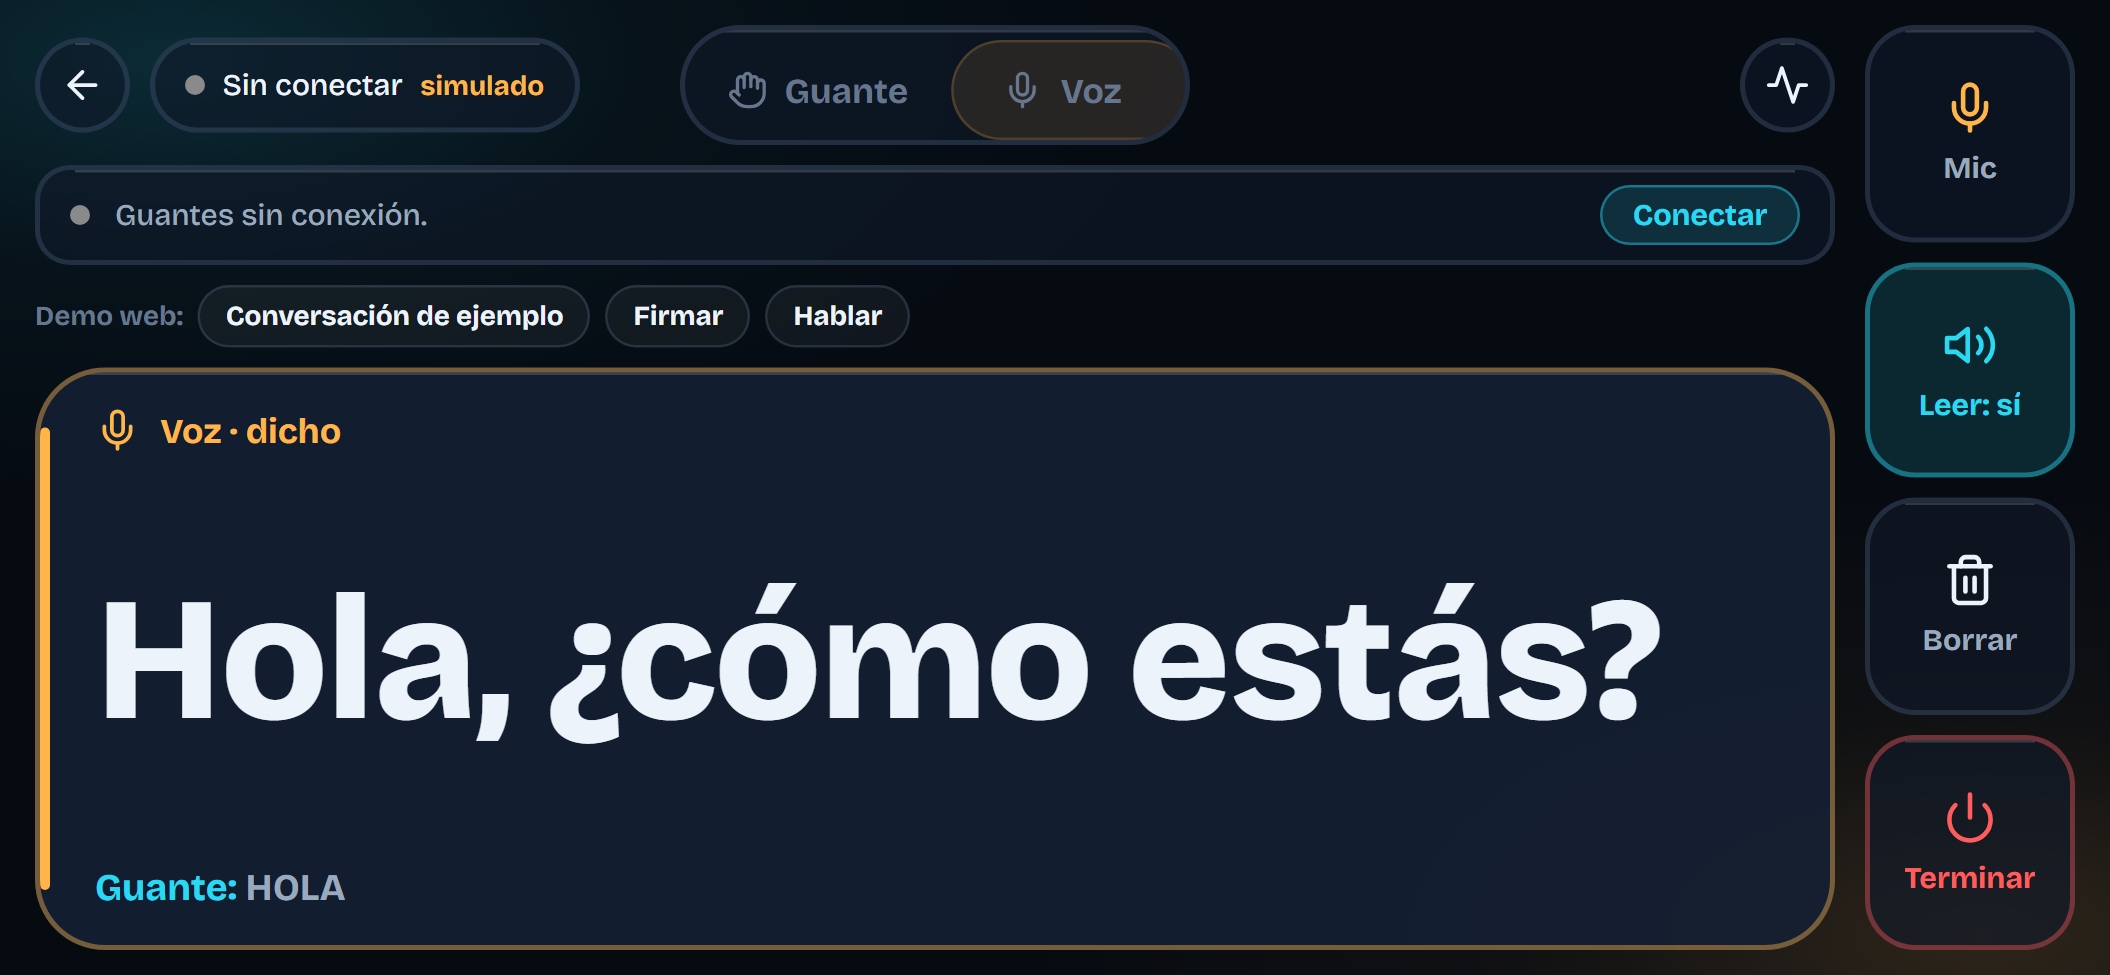 Sin conectar simulado
Guante
Voz
Mic
Guantes sin conexión.
Conectar
Demo web:
Conversación de ejemplo
Firmar
Hablar
Leer: sí
Voz · dicho
Hola, ¿cómo estás?
Guante: HOLA
Borrar
Terminar